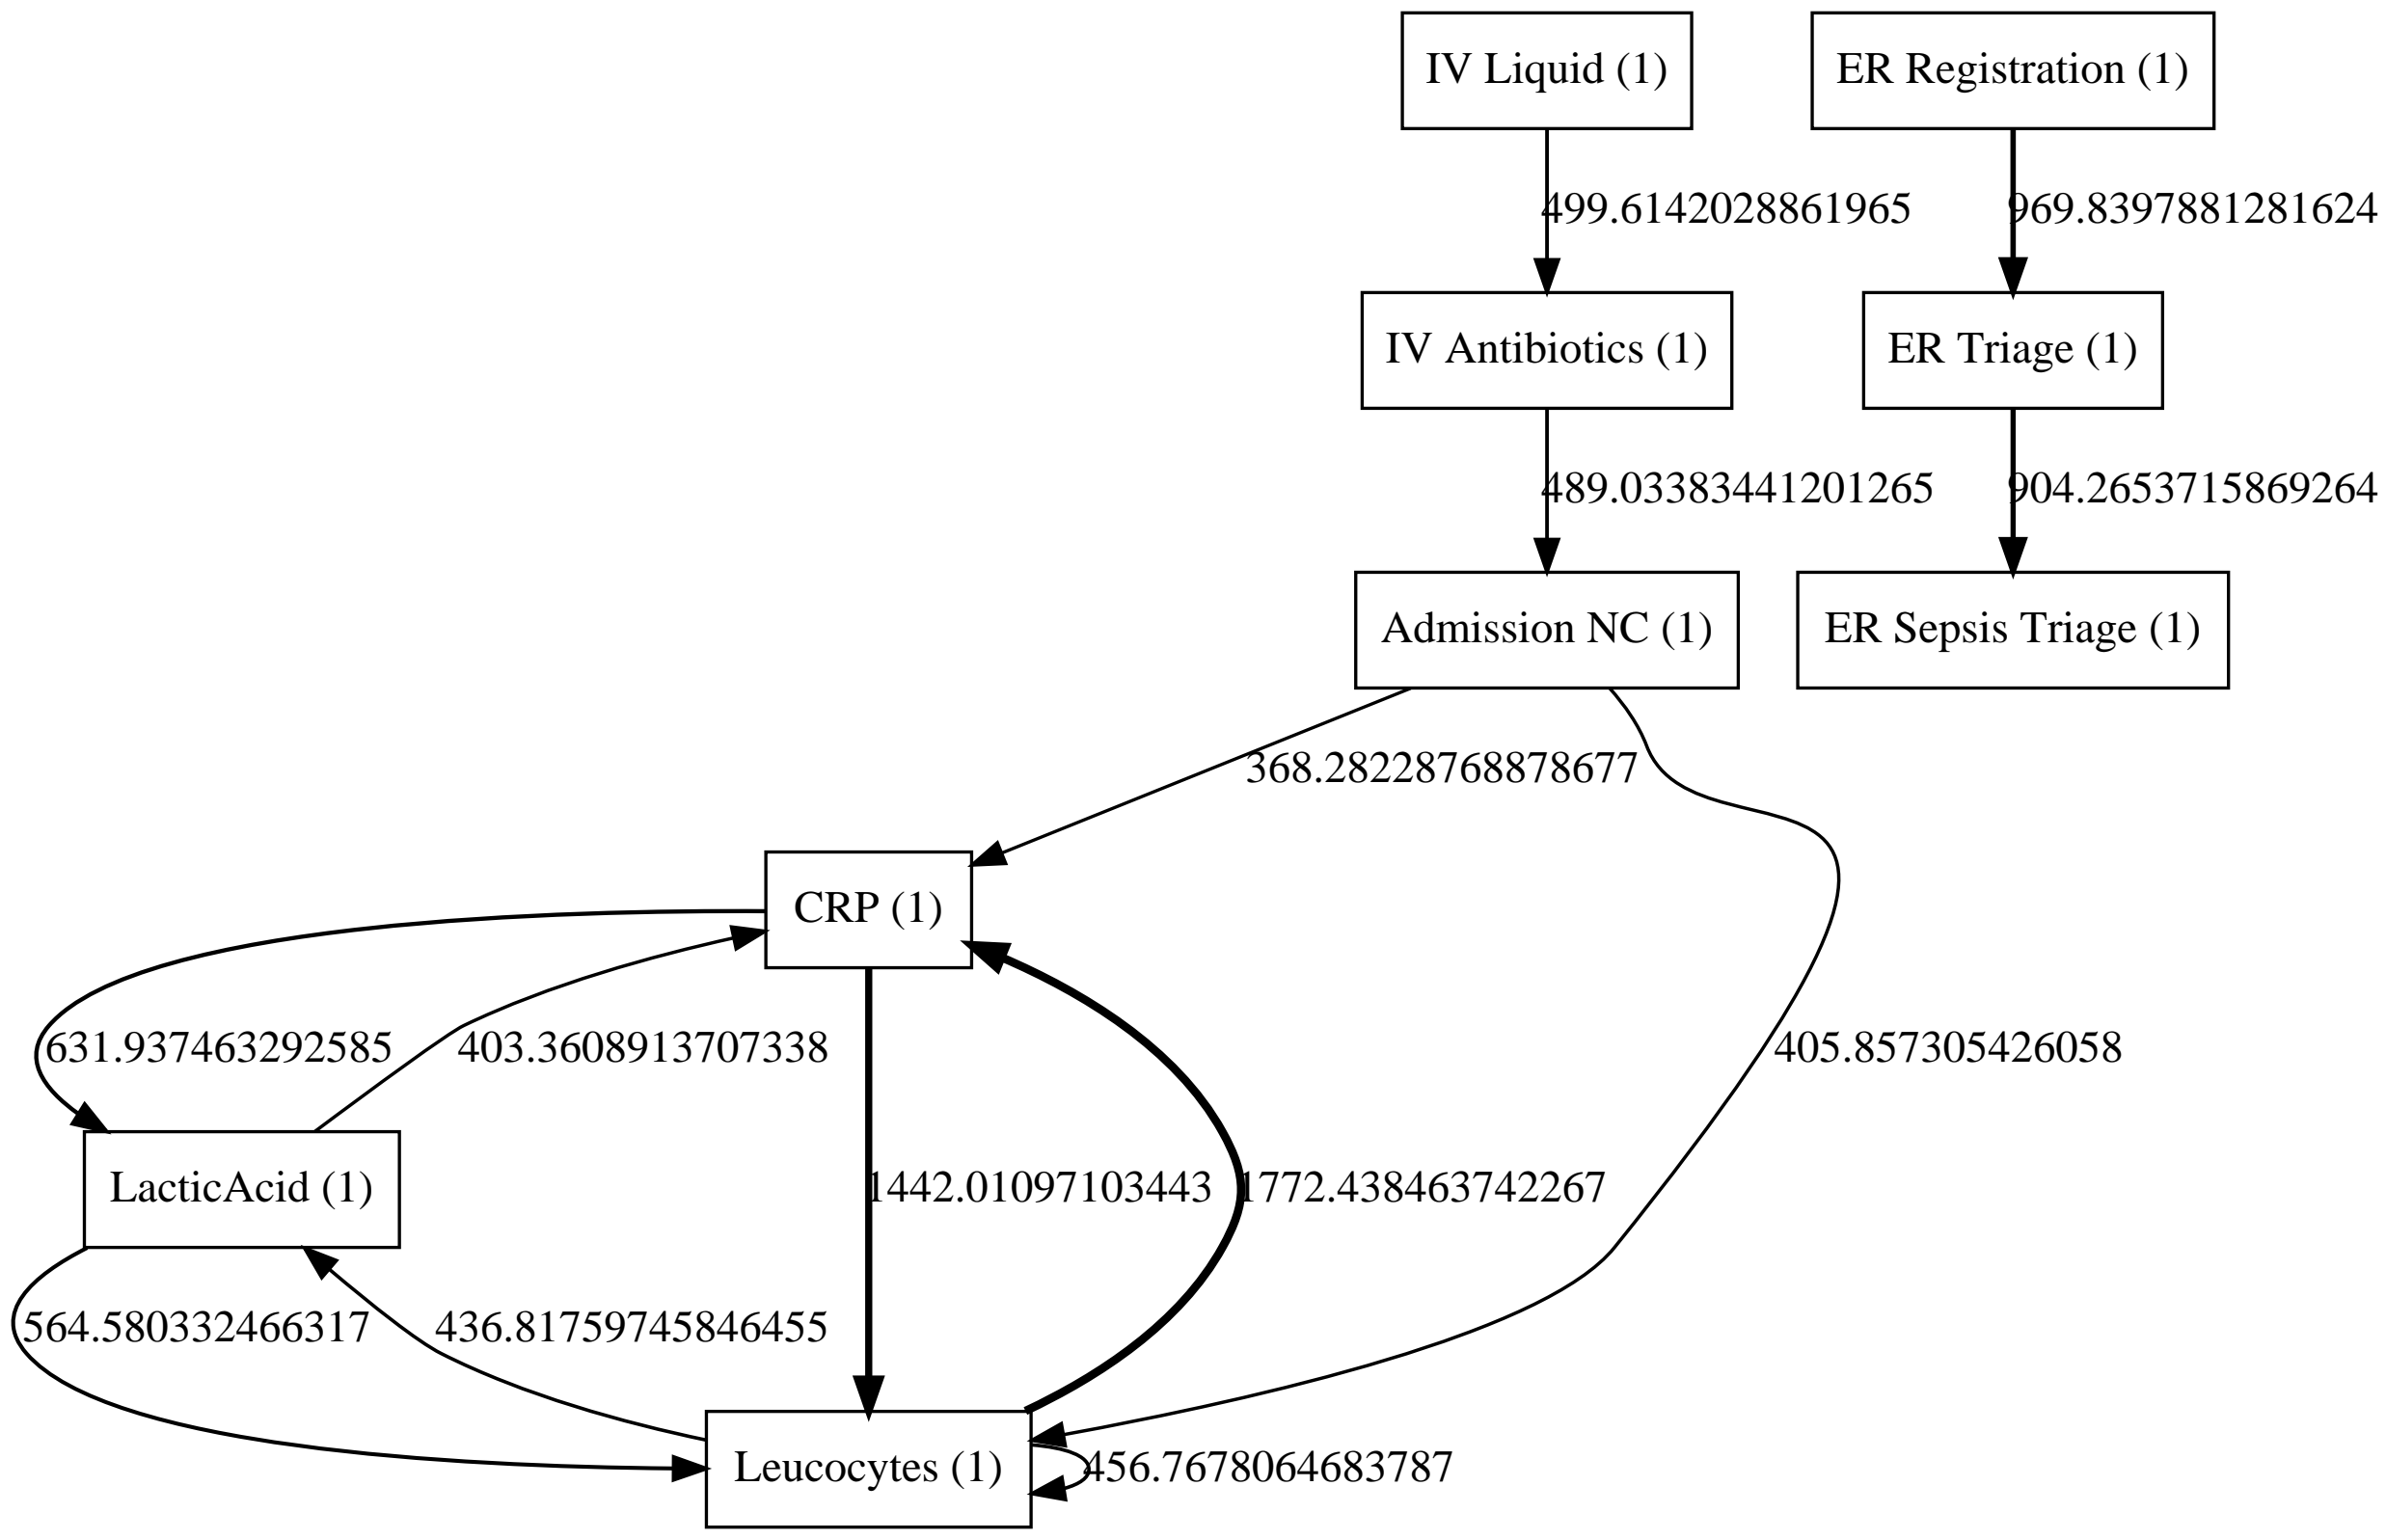 IV Liquid (1)
ER Registration (1)
499.6142028861965
969.8397881281624
IV Antibiotics (1)
ER Triage (1)
489.03383441201265
904.2653715869264
Admission NC (1)
ER Sepsis Triage (1)
368.28228768878677
CRP (1)
631.937463292585
403.3608913707338
405.857305426058
LacticAcid (1)
1442.01097103443
1772.438463742267
564.580332466317
436.81759745846455
Leucocytes (1)
456.7678064683787